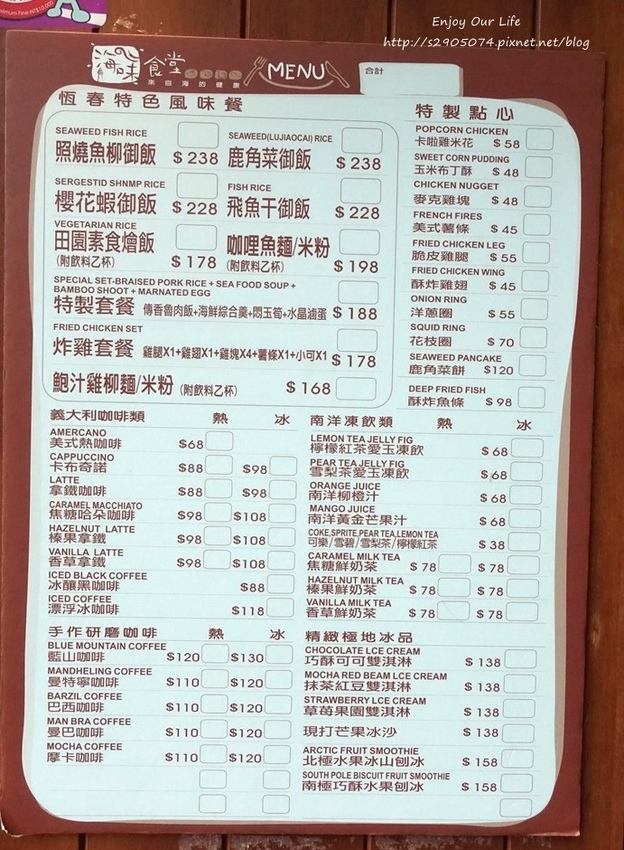 Enjoy Our Life
http://s2905074.pixnet.net/blog
海味食堂
來自海的健康
MENU
合計
恆春特色風味餐
SEAWEED FISH RICE
照燒魚柳御飯 $238
SEAWEED(LUJIAOCAI) RICE
鹿角菜御飯 $238
SERGESTID SHNMP RICE
櫻花蝦御飯 $228
FISH RICE
飛魚干御飯 $228
VEGETARIAN RICE
田園素食燴飯
(附飲料乙杯) $178
咖哩魚麵/米粉
(附飲料乙杯) $198
SPECIAL SET-BRAISED PORK RICE + SEA FOOD SOUP +
BAMBOO SHOOT + MARNATED EGG
特製套餐 傳香魯肉飯+海鮮綜合羹+悶玉筍+水晶滷蛋 $188
FRIED CHICKEN SET
炸雞套餐 雞腿X1+雞翅X1+雞塊X4+薯條X1+小可X1 $178
鮑汁雞柳麵/米粉 (附飲料乙杯) $168
特製點心
POPCORN CHICKEN
卡啦雞米花 $58
SWEET CORN PUDDING
玉米布丁酥 $48
CHICKEN NUGGET
麥克雞塊 $48
FRENCH FIRES
美式薯條 $45
FRIED CHICKEN LEG
脆皮雞腿 $55
FRIED CHICKEN WING
酥炸雞翅 $45
ONION RING
洋蔥圈 $55
SQUID RING
花枝圈 $70
SEAWEED PANCAKE
鹿角菜餅 $120
DEEP FRIED FISH
酥炸魚條 $98
義大利咖啡類 熱 冰
AMERCANO
美式熱咖啡 $68
CAPPUCCINO
卡布奇諾 $88 $98
LATTE
拿鐵咖啡 $88 $98
CARAMEL MACCHIATO
焦糖哈朵咖啡 $98 $108
HAZELNUT LATTE
榛果拿鐵 $98 $108
VANILLA LATTE
香草拿鐵 $98 $108
ICED BLACK COFFEE
冰釀黑咖啡 $88
ICED COFFEE
漂浮冰咖啡 $118
南洋凍飲類 熱 冰
LEMON TEA JELLY FIG
檸檬紅茶愛玉凍飲 $68
PEAR TEA JELLY FIG
雪梨茶愛玉凍飲 $68
ORANGE JUICE
南洋柳橙汁 $68
MANGO JUICE
南洋黃金芒果汁 $68
COKE,SPRITE,PEAR TEA,LEMON TEA
可樂/雪碧/雪梨茶/檸檬紅茶 $38
CARAMEL MILK TEA
焦糖鮮奶茶 $78 $78
HAZELNUT MILK TEA
榛果鮮奶茶 $78 $78
VANILLA MILK TEA
香草鮮奶茶 $78 $78
手作研磨咖啡 熱 冰
BLUE MOUNTAIN COFFEE
藍山咖啡 $120 $130
MANDHELING COFFEE
曼特寧咖啡 $110 $120
BARZIL COFFEE
巴西咖啡 $110 $120
MAN BRA COFFEE
曼巴咖啡 $110 $120
MOCHA COFFEE
摩卡咖啡 $110 $120
精緻極地冰品
CHOCOLATE LCE CREAM
巧酥可可雙淇淋 $138
MOCHA RED BEAM LCE CREAM
抹茶紅豆雙淇淋 $138
STRAWBERRY LCE CREAM
草莓果園雙淇淋 $138
現打芒果冰沙 $138
ARCTIC FRUIT SMOOTHIE
北極水果冰山刨冰 $158
SOUTH POLE BISCUIT FRUIT SMOOTHIE
南極巧酥水果刨冰 $158